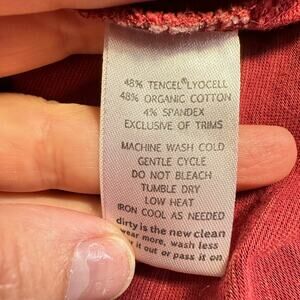 48% TENCEL® LYOCELL
48% ORGANIC COTTON
4% SPANDEX
EXCLUSIVE OF TRIMS
MACHINE WASH COLD
GENTLE CYCLE
DO NOT BLEACH
TUMBLE DRY
LOW HEAT
IRON COOL AS NEEDED
dirty is the new clean
wear more, wash less
it out or pass it on